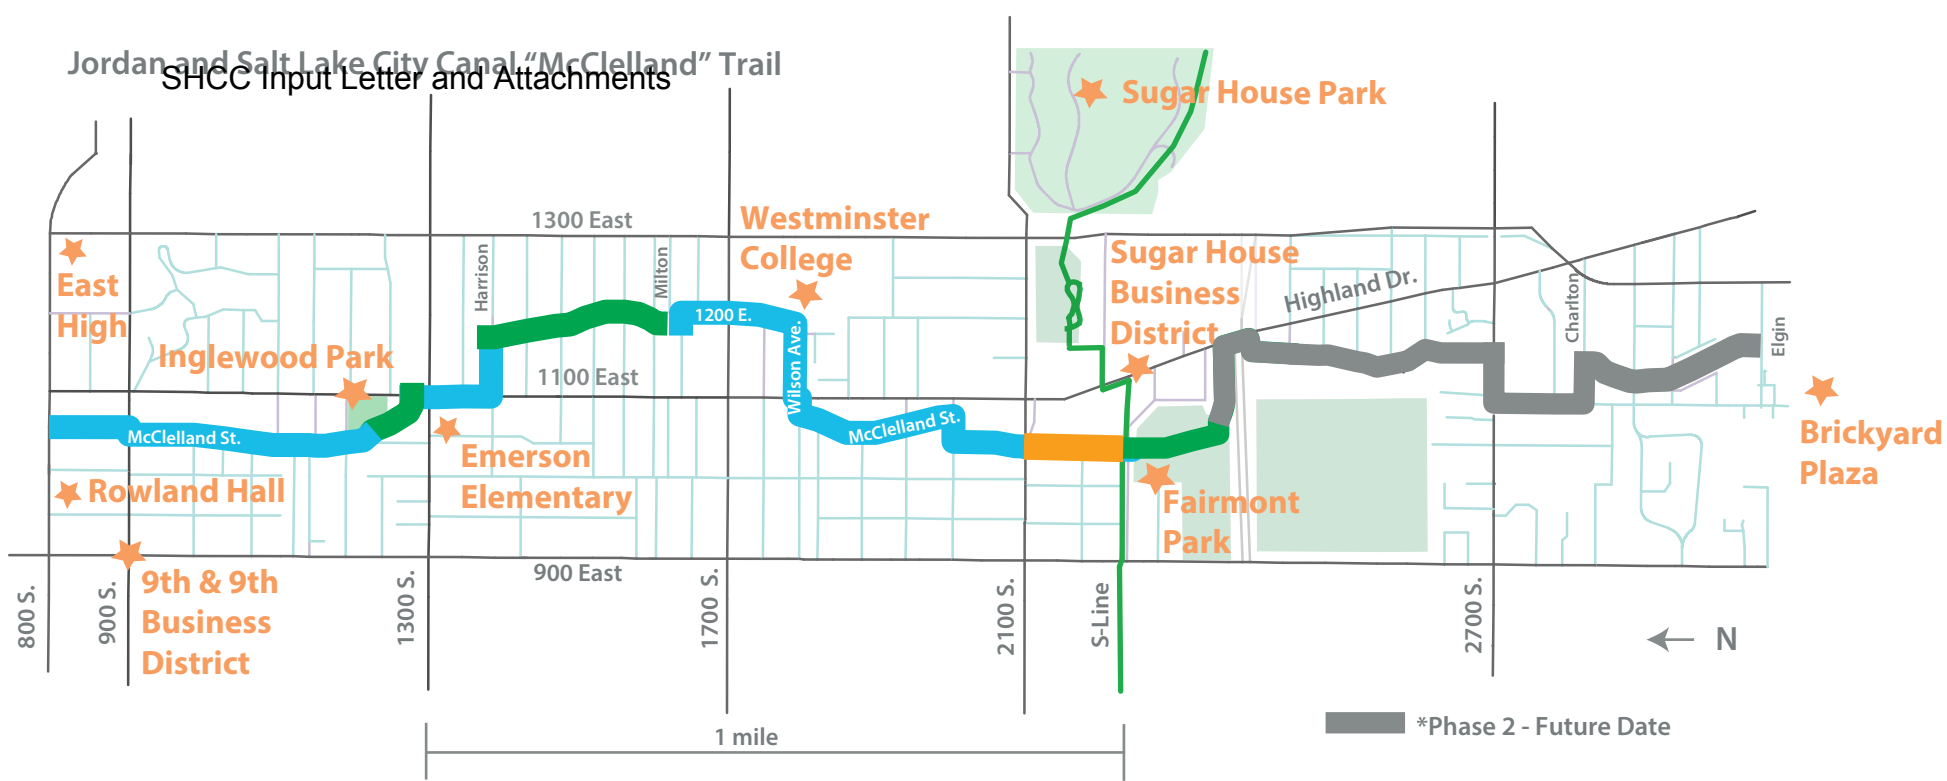 Jordan and Salt Lake City Canal "McClelland" Trail
SHCC Input Letter and Attachments
Sugar House Park
1300 East
Westminster
College
Sugar House
Business
District
East
High
Harrison
Milton
Highland Dr.
Charlton
Elgin
1200 E.
Inglewood Park
1100 East
Wilson Ave.
McClelland St.
McClelland St.
Emerson
Elementary
Brickyard
Plaza
Rowland Hall
Fairmont
Park
900 East
9th & 9th
Business
District
800 S.
900 S.
1300 S.
1700 S.
2100 S.
S-Line
2700 S.
N
1 mile
*Phase 2 - Future Date